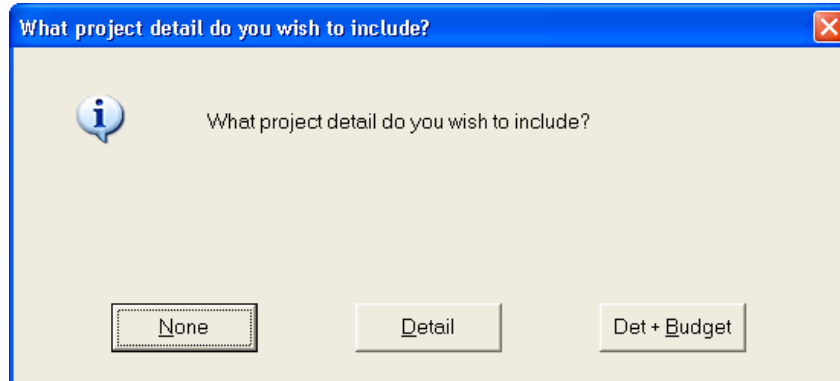 What project detail do you wish to include?
What project detail do you wish to include?
None Detail Det + Budget